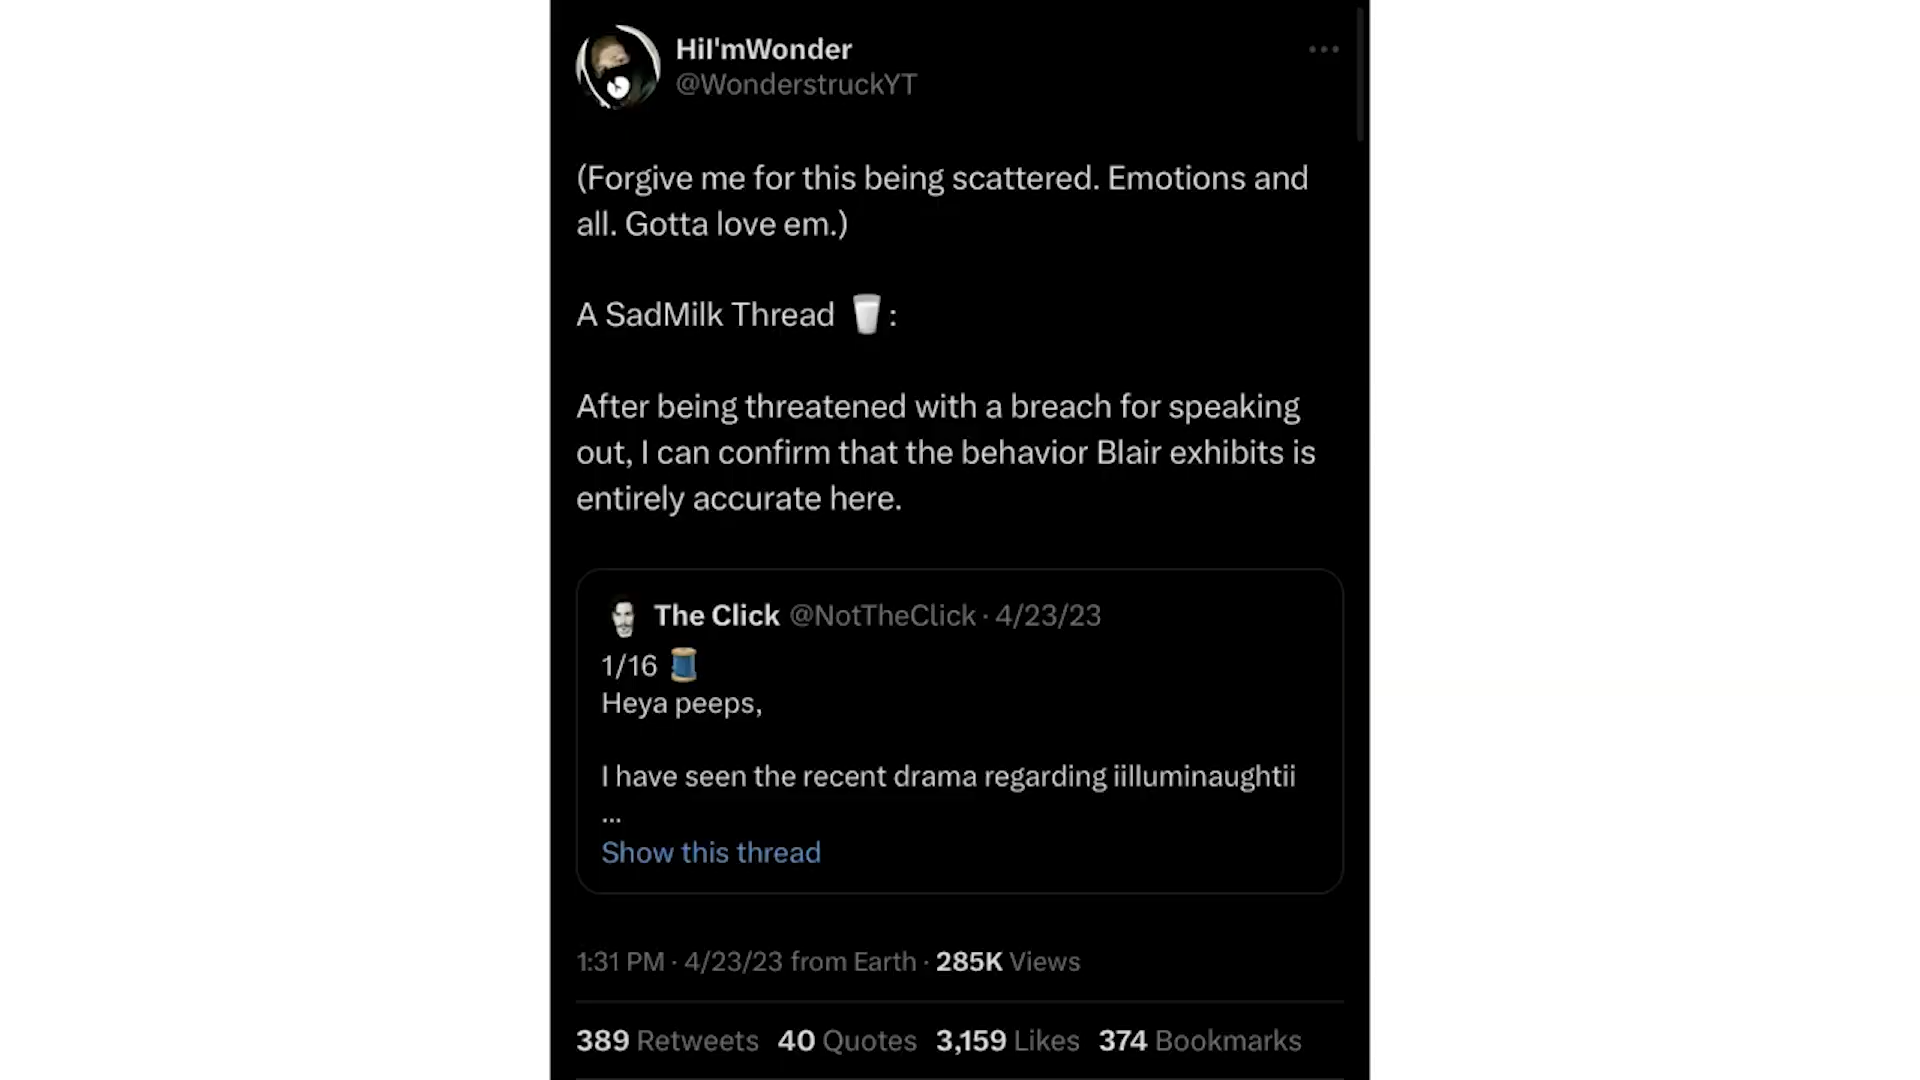 HiI'mWonder
@WonderstruckYT
(Forgive me for this being scattered. Emotions and
all. Gotta love em.)
A SadMilk Thread 🥛:
After being threatened with a breach for speaking
out, I can confirm that the behavior Blair exhibits is
entirely accurate here.
The Click @NotTheClick · 4/23/23
1/16 🧵
Heya peeps,
I have seen the recent drama regarding iilluminaughtii
...
Show this thread
1:31 PM · 4/23/23 from Earth · 285K Views
389 Retweets 40 Quotes 3,159 Likes 374 Bookmarks